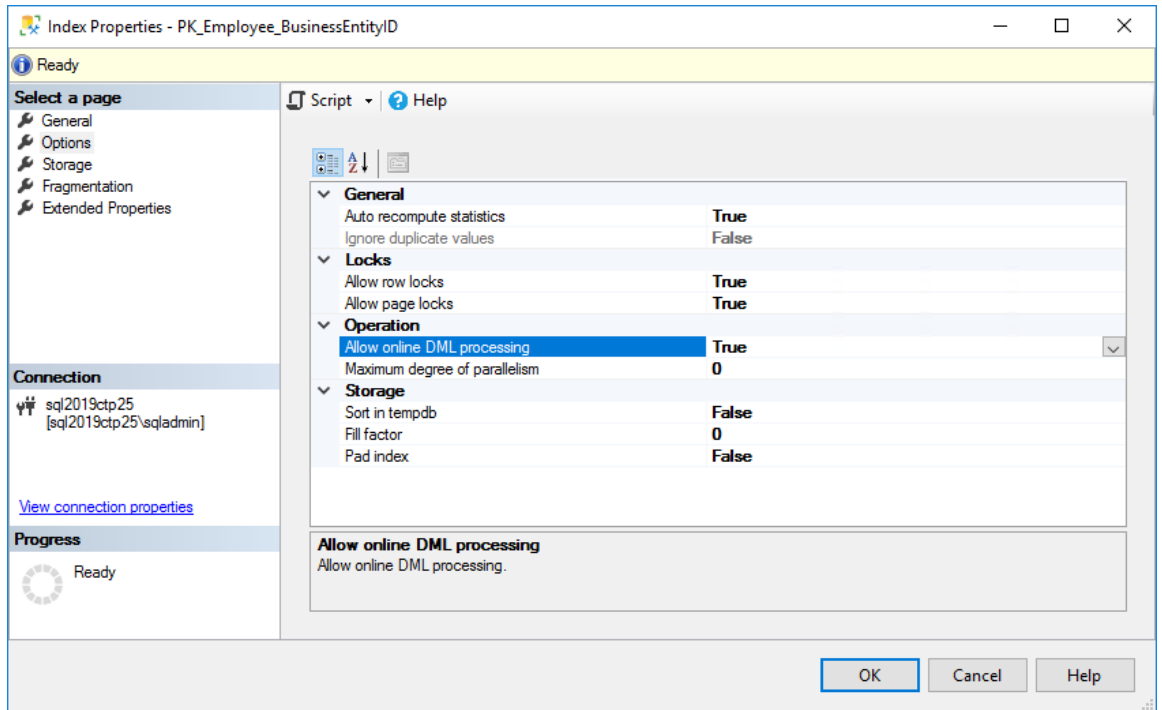 Index Properties - PK_Employee_BusinessEntityID
Ready
Select a page
General
Options
Storage
Fragmentation
Extended Properties
Connection
sql2019ctp25
[sql2019ctp25\sqladmin]
View connection properties
Progress
Ready
Script Help
General
Auto recompute statistics True
Ignore duplicate values False
Locks
Allow row locks True
Allow page locks True
Operation
Allow online DML processing True
Maximum degree of parallelism 0
Storage
Sort in tempdb False
Fill factor 0
Pad index False
Allow online DML processing
Allow online DML processing.
OK Cancel Help